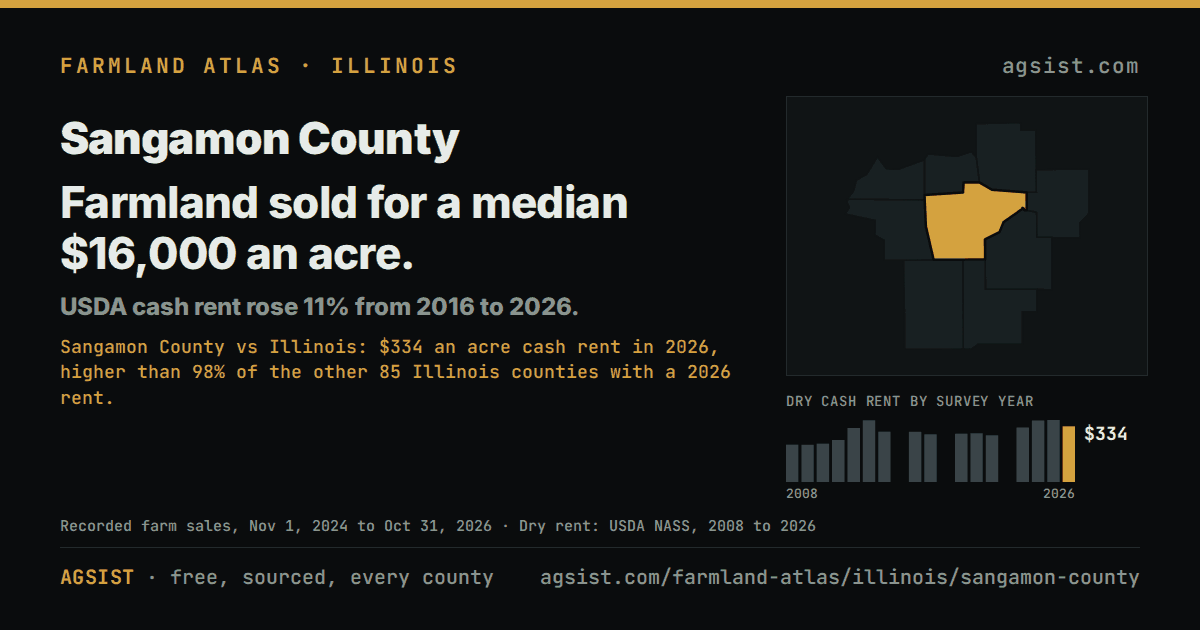 FARMLAND ATLAS · ILLINOIS
agsist.com
Sangamon County
Farmland sold for a median
$16,000 an acre.
USDA cash rent rose 11% from 2016 to 2026.
Sangamon County vs Illinois: $334 an acre cash rent in 2026,
higher than 98% of the other 85 Illinois counties with a 2026
rent.
DRY CASH RENT BY SURVEY YEAR
$334
2008
2026
Recorded farm sales, Nov 1, 2024 to Oct 31, 2026 · Dry rent: USDA NASS, 2008 to 2026
AGSIST · free, sourced, every county
agsist.com/farmland-atlas/illinois/sangamon-county